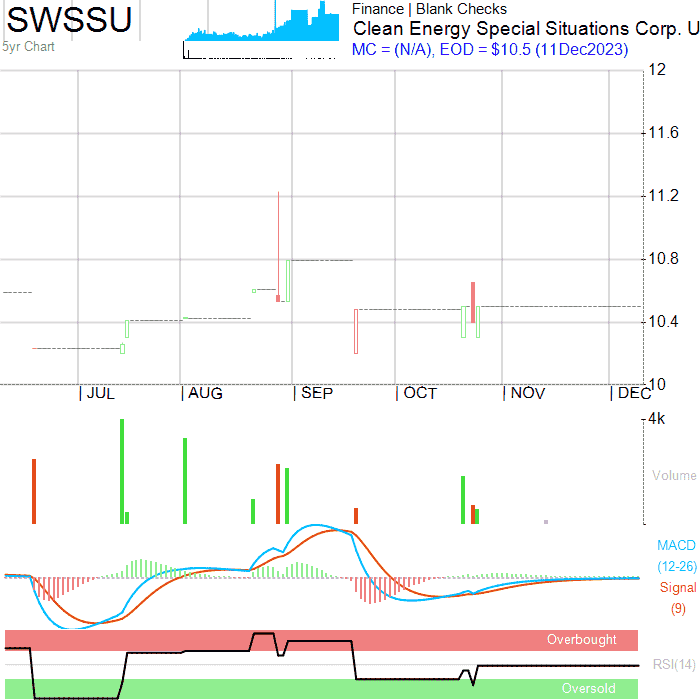 SWSSU
5yr Chart
Finance | Blank Checks
Clean Energy Special Situations Corp. U
MC = (N/A), EOD = $10.5 (11Dec2023)
12
11.6
11.2
10.8
10.4
10
JUL AUG SEP OCT NOV DEC
4k
Volume
MACD
(12-26)
Signal
(9)
Overbought
RSI(14)
Oversold